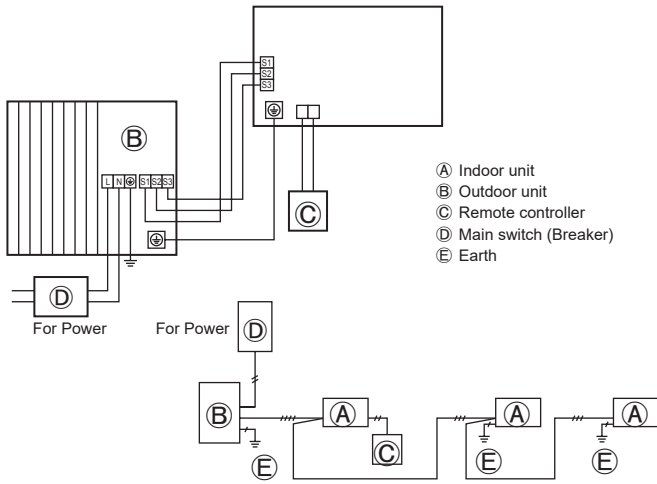 S1
S2
S3
Ⓑ
L N S1 S2 S3
Ⓒ
Ⓐ Indoor unit
Ⓑ Outdoor unit
Ⓒ Remote controller
Ⓓ Main switch (Breaker)
Ⓔ Earth
Ⓓ
For Power
For Power Ⓓ
Ⓑ Ⓐ Ⓐ Ⓐ
Ⓒ
Ⓔ Ⓔ Ⓔ